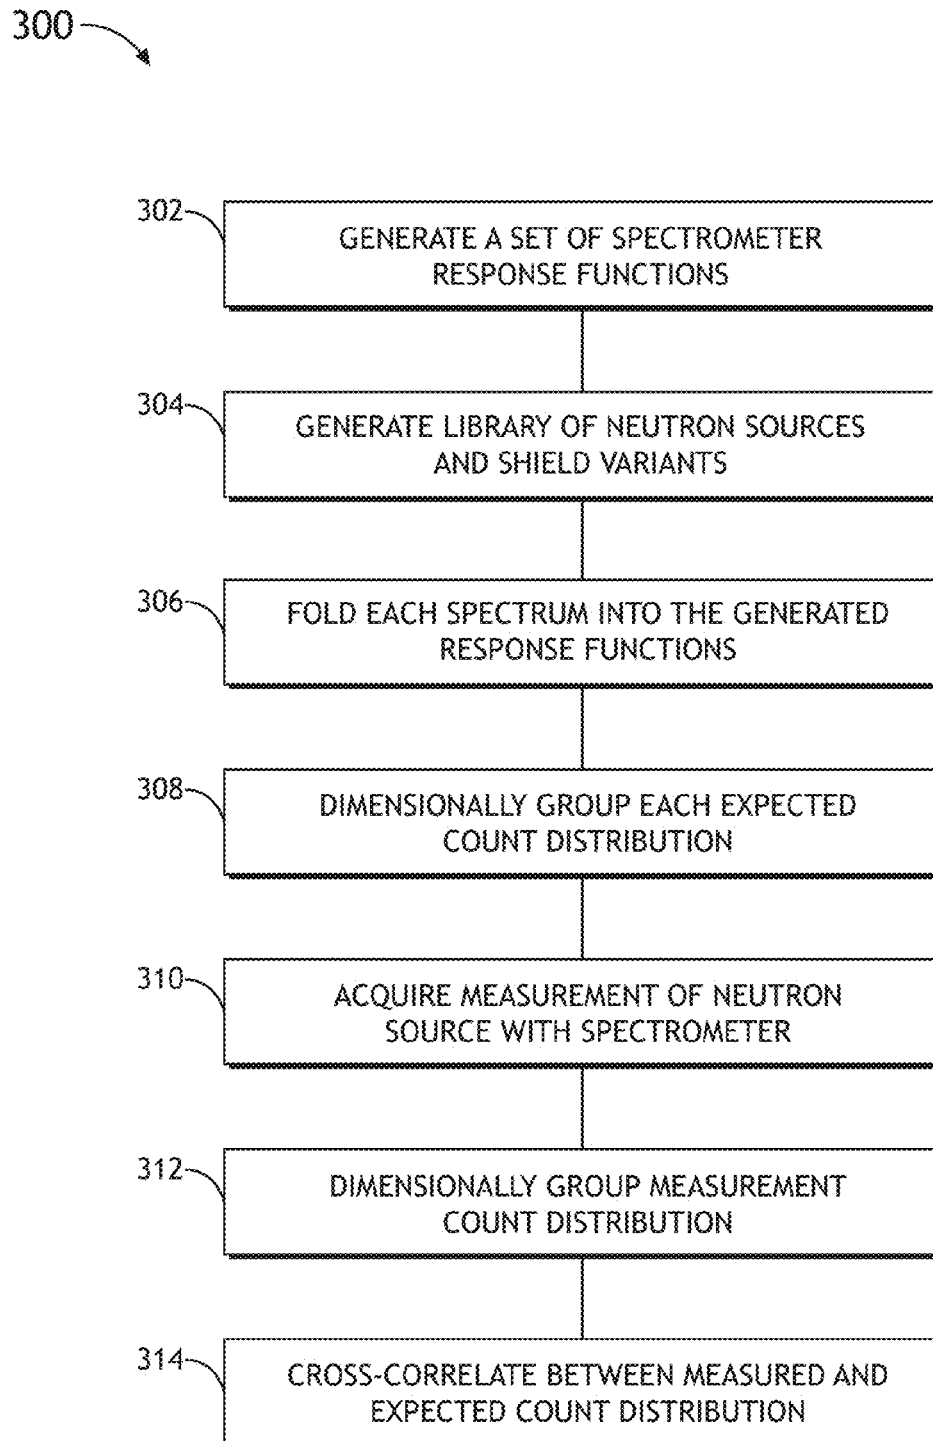 300
302
GENERATE A SET OF SPECTROMETER
RESPONSE FUNCTIONS
304
GENERATE LIBRARY OF NEUTRON SOURCES
AND SHIELD VARIANTS
306
FOLD EACH SPECTRUM INTO THE GENERATED
RESPONSE FUNCTIONS
308
DIMENSIONALLY GROUP EACH EXPECTED
COUNT DISTRIBUTION
310
ACQUIRE MEASUREMENT OF NEUTRON
SOURCE WITH SPECTROMETER
312
DIMENSIONALLY GROUP MEASUREMENT
COUNT DISTRIBUTION
314
CROSS-CORRELATE BETWEEN MEASURED AND
EXPECTED COUNT DISTRIBUTION